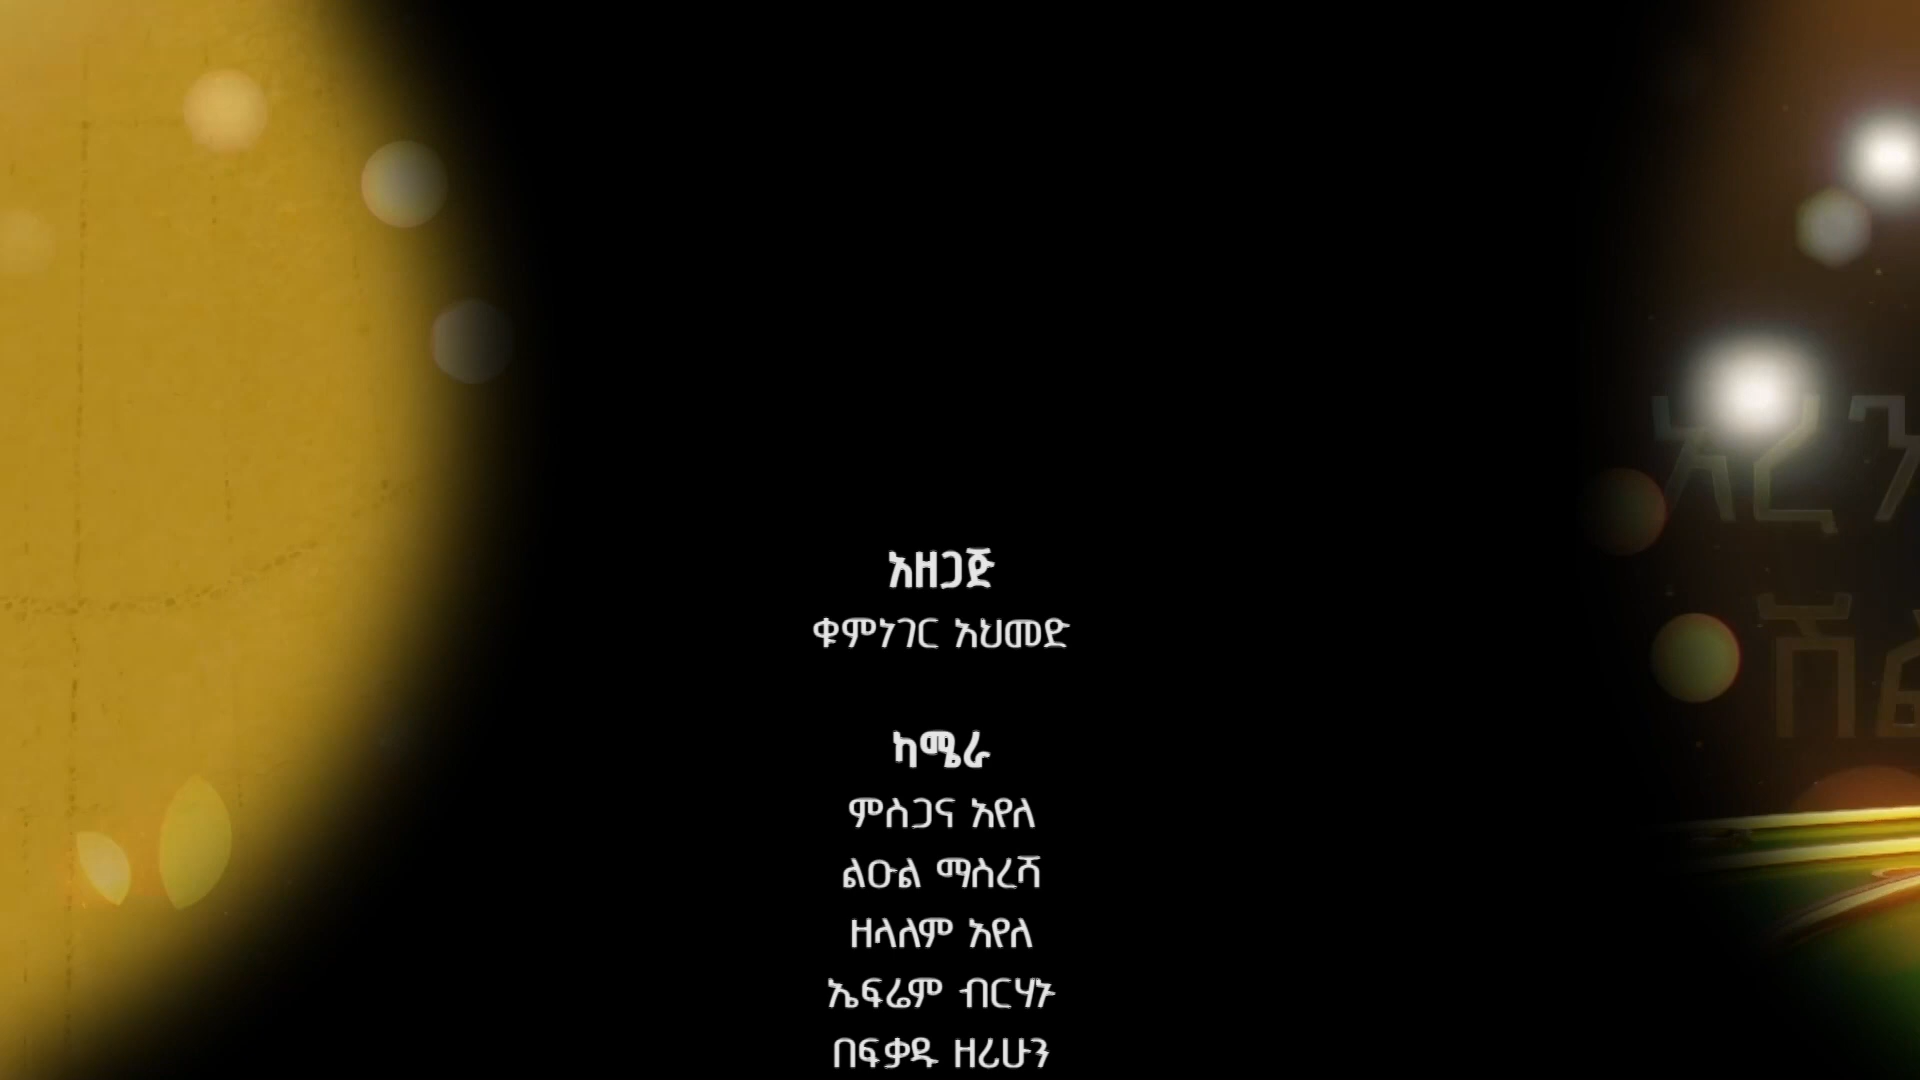 አዘጋጅ
ቁምነገር አህመድ
ካሜራ
ምስጋና አየለ
ልዑል ማስረሻ
ዘላለም አየለ
ኤፍሬም ብርሃኑ
በፍቃዱ ዘሪሁን